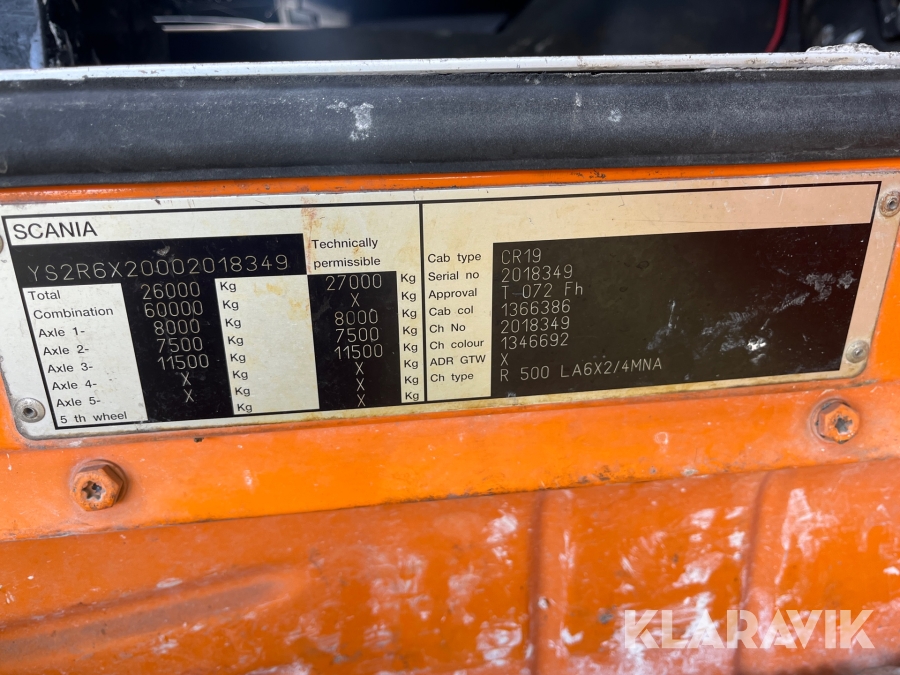 SCANIA
YS2R6X20002018349
Technically
permissible
Total 26000 Kg 27000 Kg
Combination 60000 Kg X Kg
Axle 1- 8000 Kg 8000 Kg
Axle 2- 7500 Kg 7500 Kg
Axle 3- 11500 Kg 11500 Kg
Axle 4- X Kg X Kg
Axle 5- X Kg X Kg
5 th wheel Kg X Kg
Cab type CR19
Serial no 2018349
Approval T-072 Fh
Cab col 1366386
Ch No 2018349
Ch colour 1346692
ADR GTW X
Ch type R 500 LA6X2/4MNA
KLARAVIK